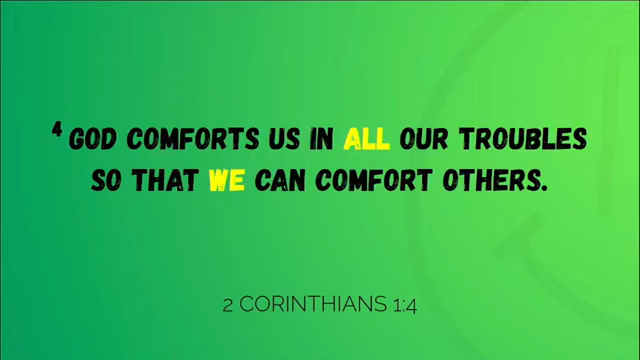 ⁴ GOD COMFORTS US IN ALL OUR TROUBLES
SO THAT WE CAN COMFORT OTHERS.
2 CORINTHIANS 1:4